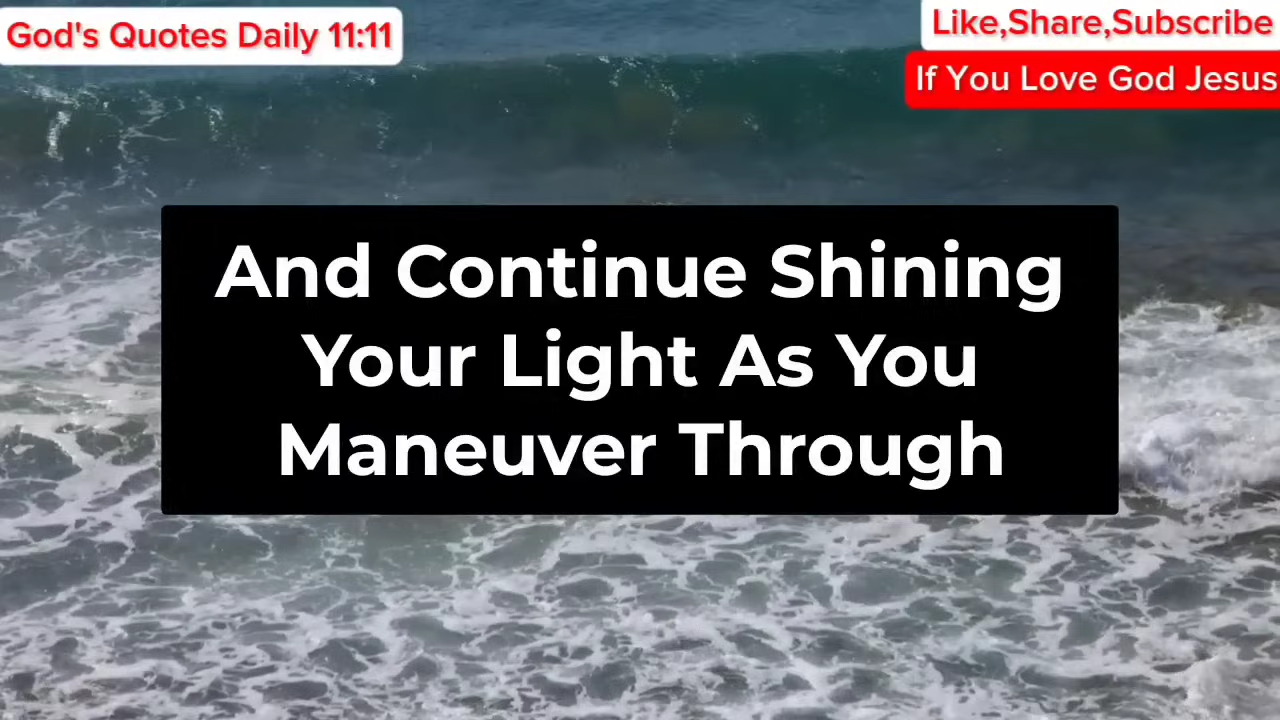 God's Quotes Daily 11:11
Like,Share,Subscribe
If You Love God Jesus
And Continue Shining
Your Light As You
Maneuver Through